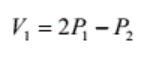 V₁ = 2P₁ − P₂